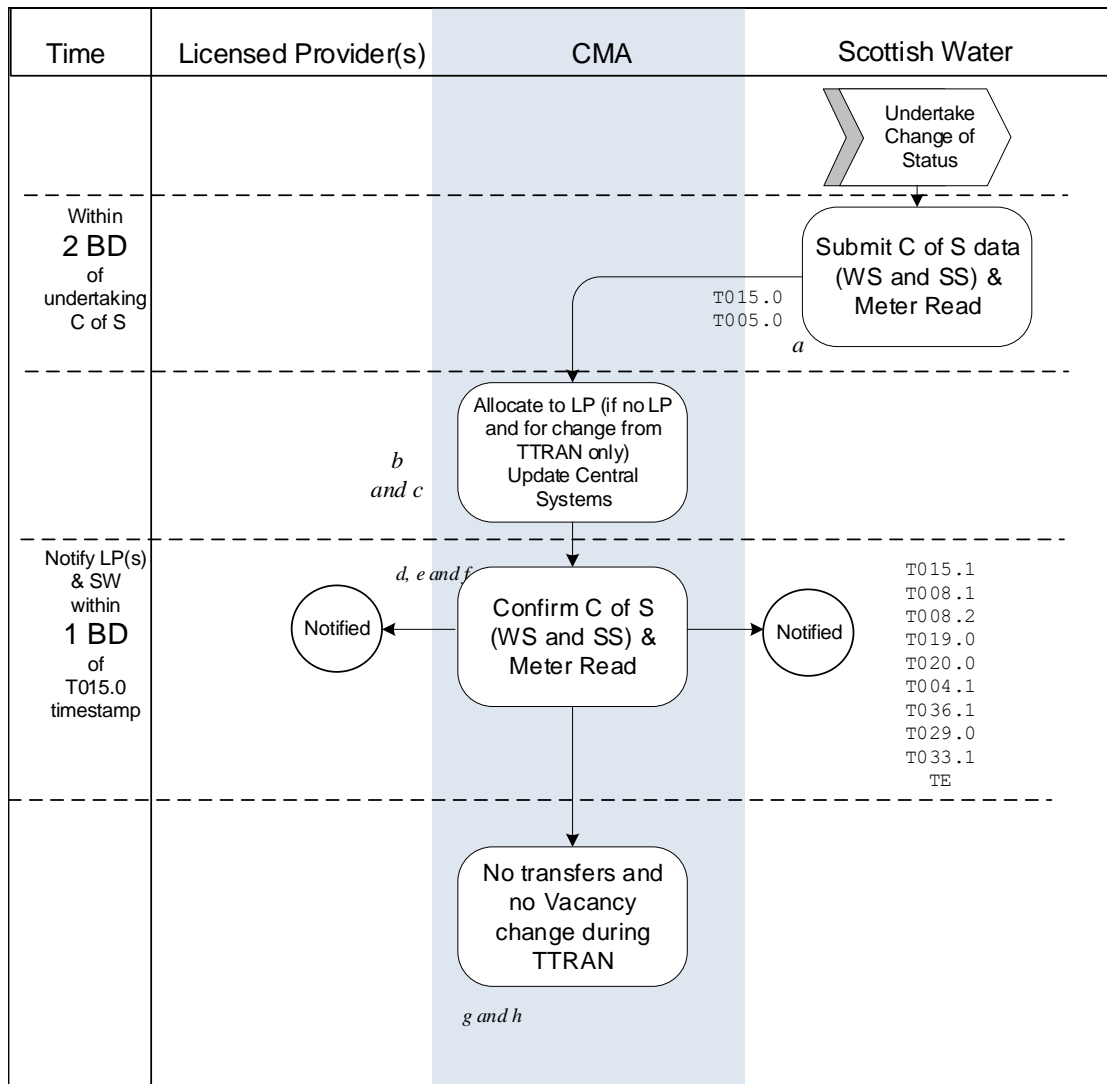 Time
Licensed Provider(s)
CMA
Scottish Water
Undertake
Change of
Status
Within
2 BD
of
undertaking
C of S
Submit C of S data
(WS and SS) &
Meter Read
T015.0
T005.0
a
Allocate to LP (if no LP
and for change from
TTRAN only)
Update Central
Systems
b
and c
Notify LP(s)
& SW
within
1 BD
of
T015.0
timestamp
d, e and f
Notified
Confirm C of S
(WS and SS) &
Meter Read
Notified
T015.1
T008.1
T008.2
T019.0
T020.0
T004.1
T036.1
T029.0
T033.1
TE
No transfers and
no Vacancy
change during
TTRAN
g and h